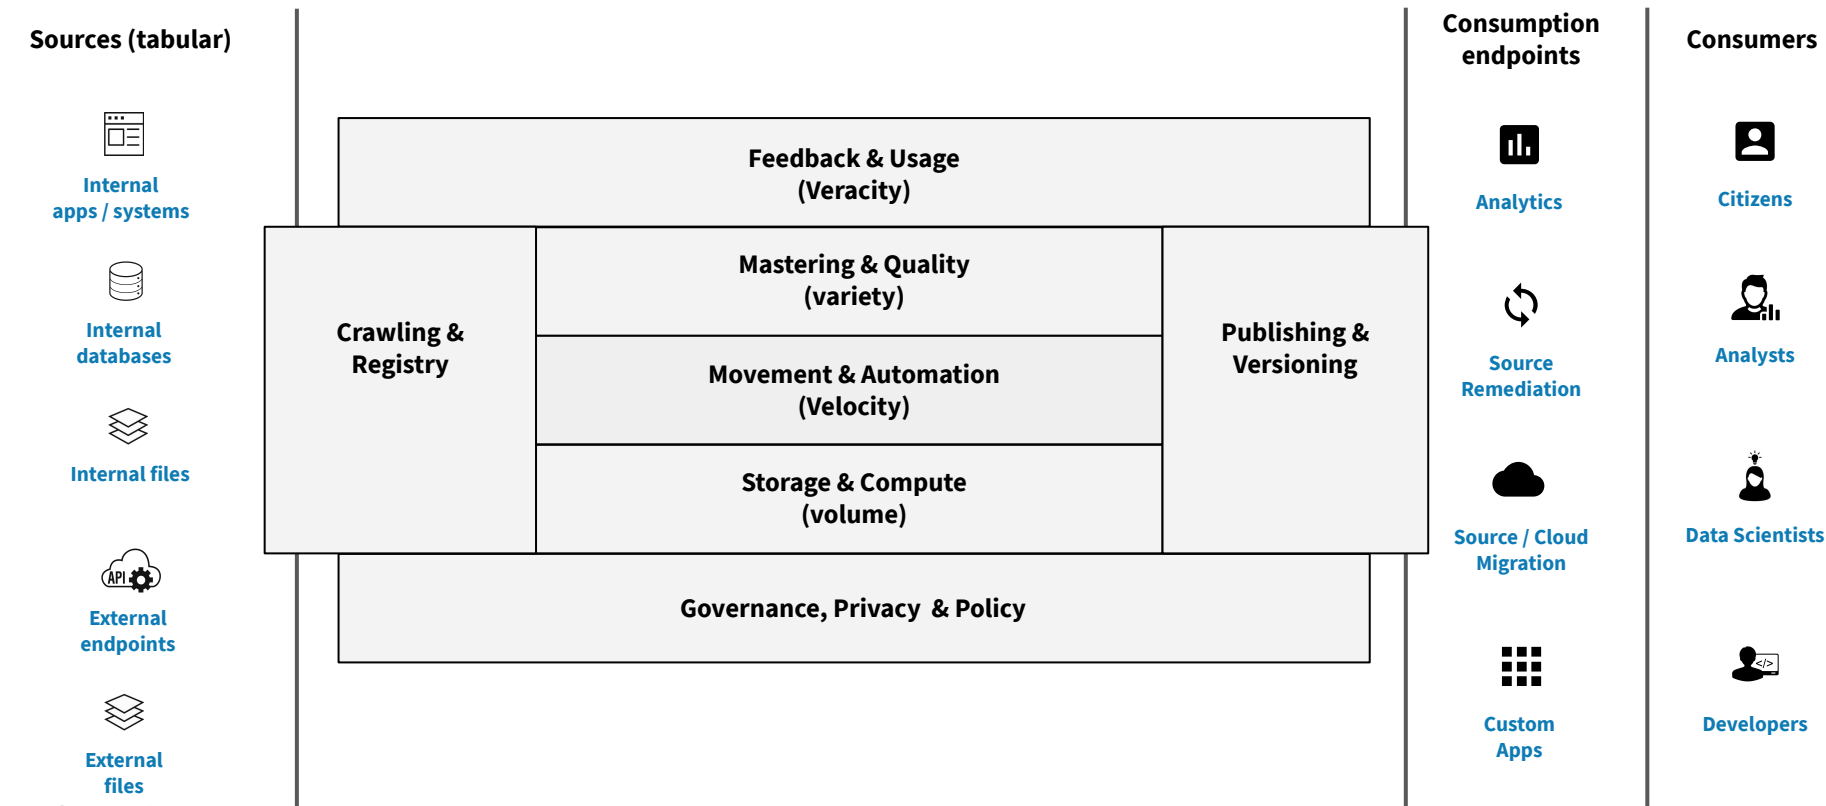 Sources (tabular)
Internal
apps / systems
Internal
databases
Internal files
API
External
endpoints
External
files
Feedback & Usage
(Veracity)
Crawling &
Registry
Mastering & Quality
(variety)
Movement & Automation
(Velocity)
Storage & Compute
(volume)
Publishing &
Versioning
Governance, Privacy & Policy
Consumption
endpoints
Analytics
Source
Remediation
Source / Cloud
Migration
Custom
Apps
Consumers
Citizens
Analysts
Data Scientists
</>
Developers